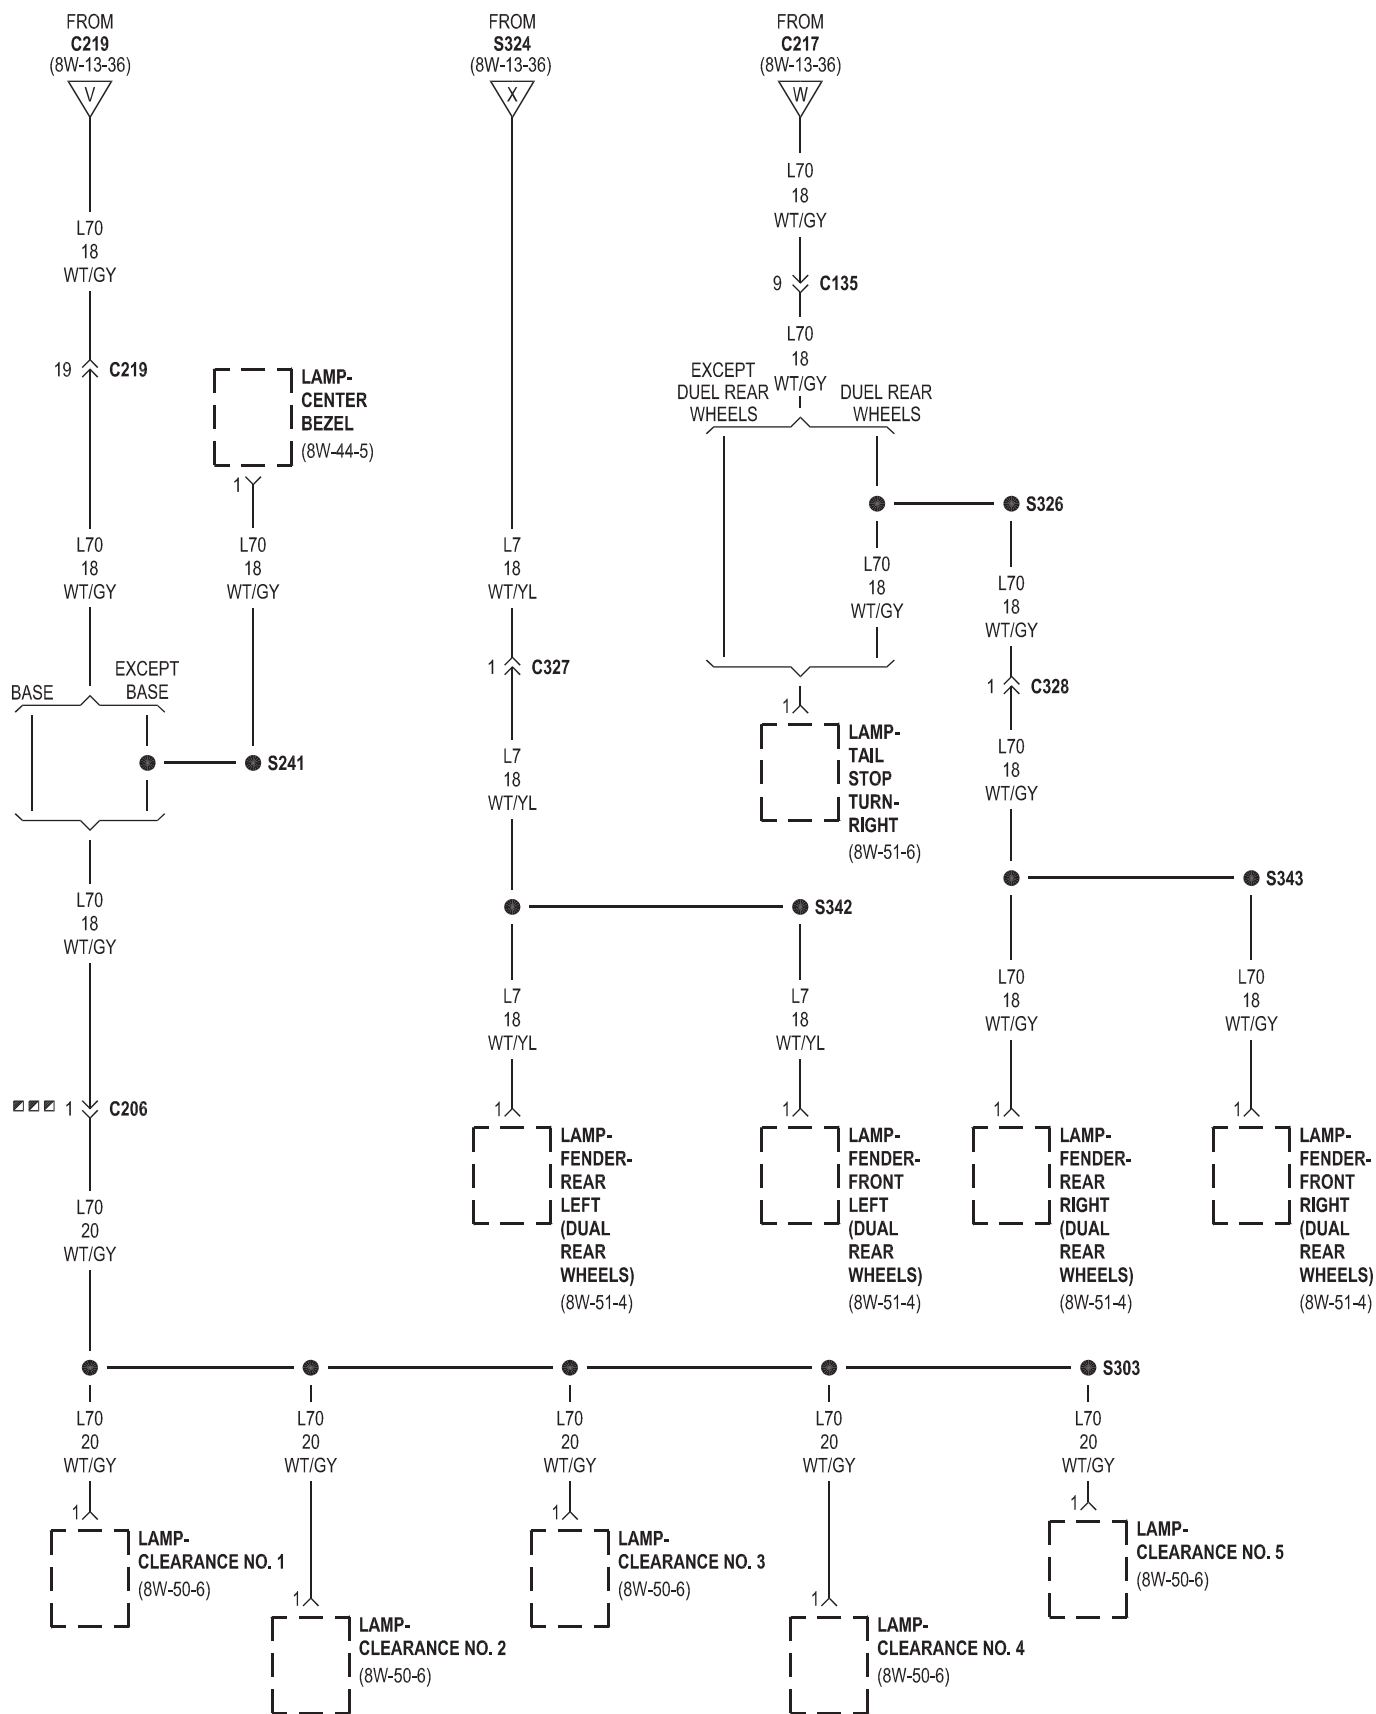 FROM
C219
(8W-13-36)
V
FROM
S324
(8W-13-36)
X
FROM
C217
(8W-13-36)
W
L70
18
WT/GY
9
C135
L70
18
WT/GY
L70
18
WT/GY
19
C219
LAMP-
CENTER
BEZEL
(8W-44-5)
1
EXCEPT
DUEL REAR
WHEELS
DUEL REAR
WHEELS
S326
L70
18
WT/GY
L70
18
WT/GY
L7
18
WT/YL
L70
18
WT/GY
L70
18
WT/GY
1
C327
1
C328
BASE
EXCEPT
BASE
S241
1
LAMP-
TAIL
STOP
TURN-
RIGHT
(8W-51-6)
L7
18
WT/YL
L70
18
WT/GY
S343
L70
18
WT/GY
S342
L7
18
WT/YL
L7
18
WT/YL
L70
18
WT/GY
L70
18
WT/GY
1
C206
1
LAMP-
FENDER-
REAR
LEFT
(DUAL
REAR
WHEELS)
(8W-51-4)
1
LAMP-
FENDER-
FRONT
LEFT
(DUAL
REAR
WHEELS)
(8W-51-4)
1
LAMP-
FENDER-
REAR
RIGHT
(DUAL
REAR
WHEELS)
(8W-51-4)
1
LAMP-
FENDER-
FRONT
RIGHT
(DUAL
REAR
WHEELS)
(8W-51-4)
L70
20
WT/GY
S303
L70
20
WT/GY
L70
20
WT/GY
L70
20
WT/GY
L70
20
WT/GY
L70
20
WT/GY
1
LAMP-
CLEARANCE NO. 1
(8W-50-6)
1
LAMP-
CLEARANCE NO. 2
(8W-50-6)
1
LAMP-
CLEARANCE NO. 3
(8W-50-6)
1
LAMP-
CLEARANCE NO. 4
(8W-50-6)
1
LAMP-
CLEARANCE NO. 5
(8W-50-6)